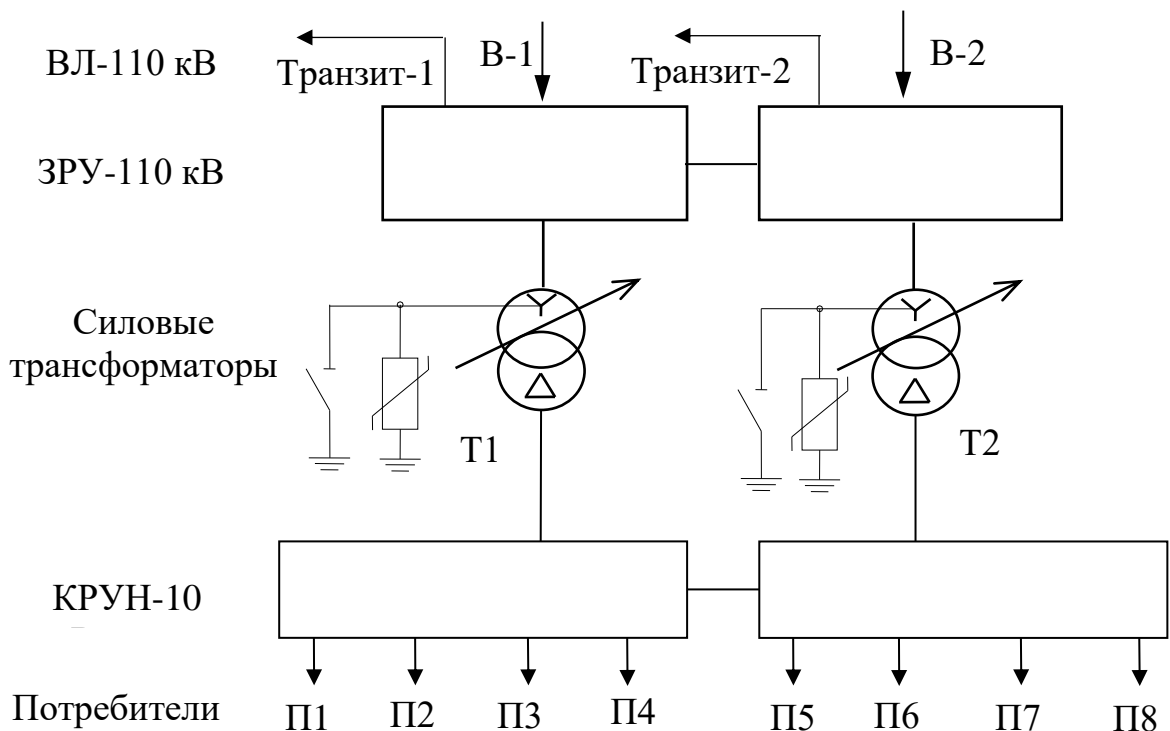 ВЛ-110 кВ
Транзит-1
В-1
Транзит-2
В-2
ЗРУ-110 кВ
Силовые
трансформаторы
Т1
Т2
КРУН-10
Потребители
П1
П2
П3
П4
П5
П6
П7
П8